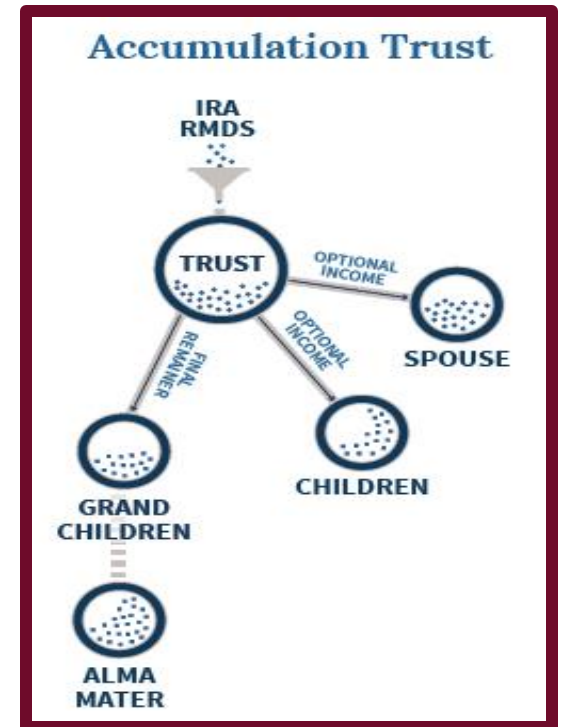 Accumulation Trust
IRA
RMDS
TRUST
OPTIONAL
INCOME
SPOUSE
OPTIONAL
INCOME
CHILDREN
FINAL
REMAINER
GRAND
CHILDREN
ALMA
MATER